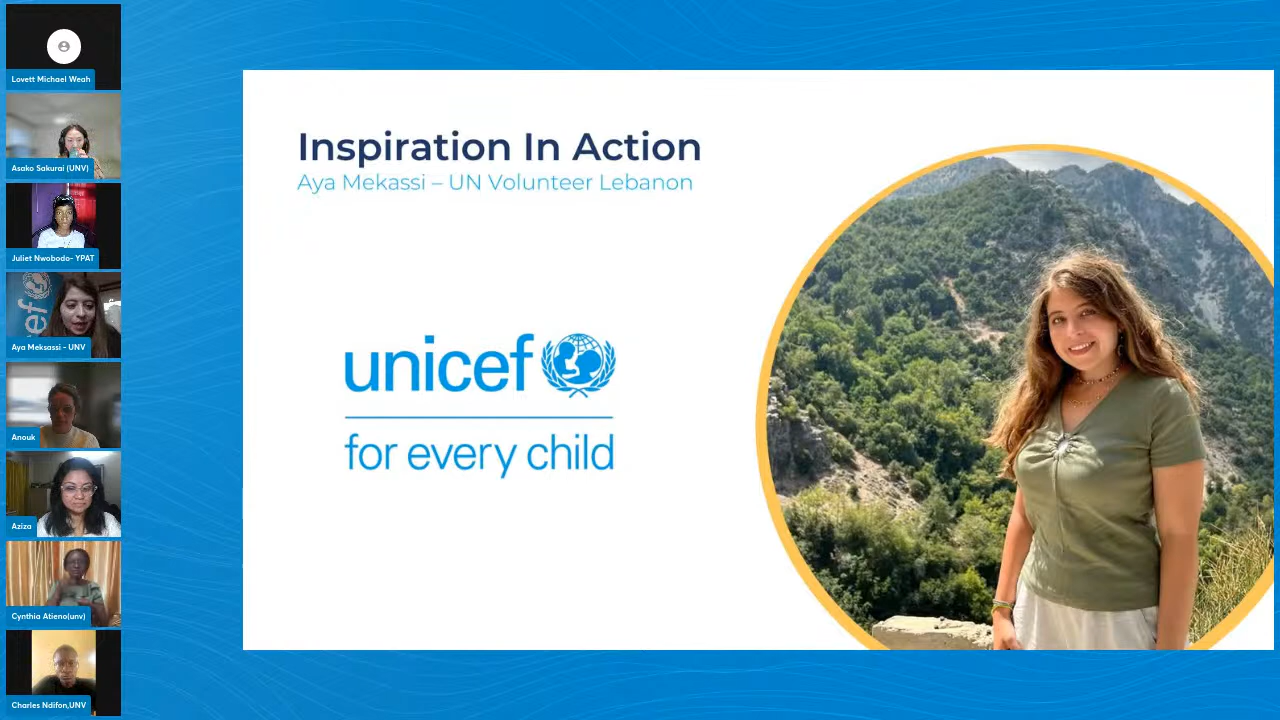 Lovett Michael Weah
Asako Sakurai (UNV)
Juliet Nwobodo- YPAT
Aya Meksassi - UNV
Anouk
Aziza
Cynthia Atieno(unv)
Charles Ndifon,UNV
Inspiration In Action
Aya Mekassi – UN Volunteer Lebanon
unicef
for every child